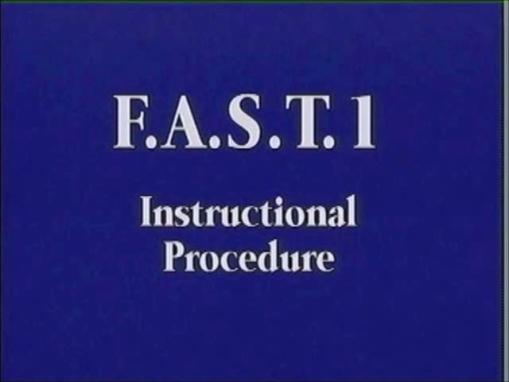 F.A.S.T. 1
Instructional
Procedure